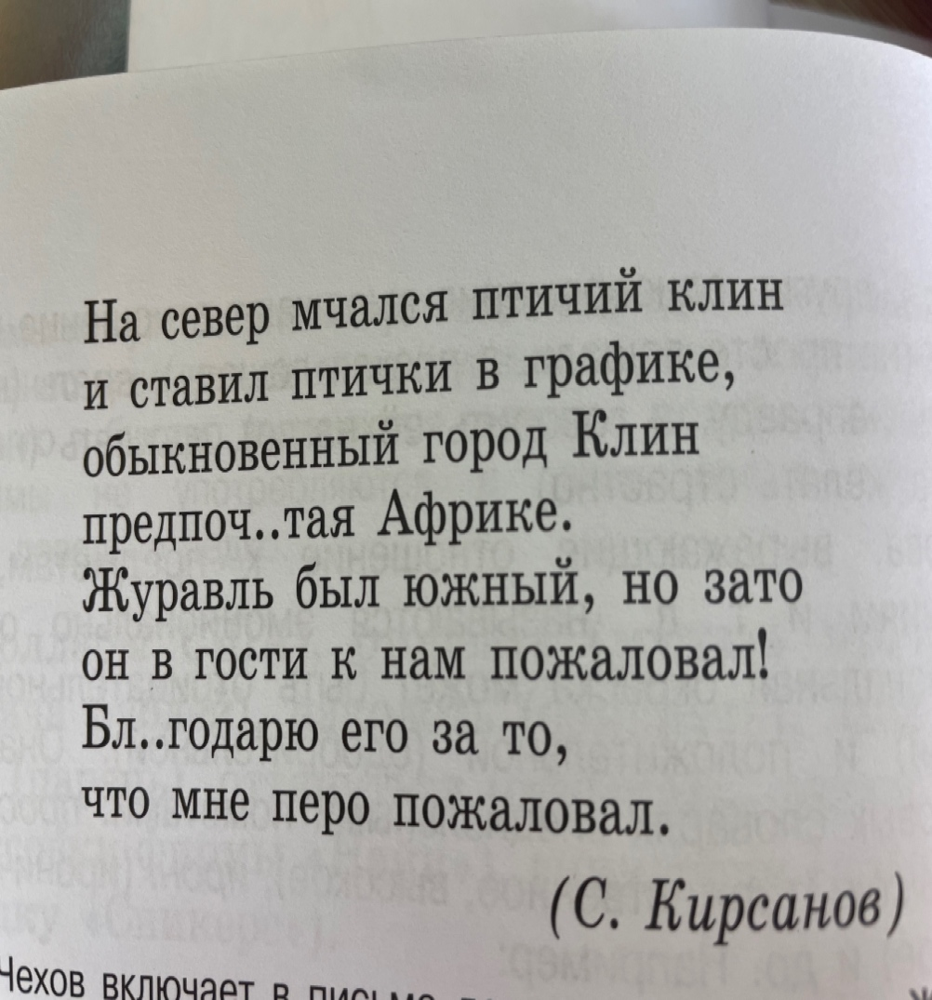 На север мчался птичий клин
и ставил птички в графике,
обыкновенный город Клин
предпоч..тая Африке.
Журавль был южный, но зато
он в гости к нам пожаловал!
Бл..годарю его за то,
что мне перо пожаловал.
(С. Кирсанов)
Чехов включает в письмо